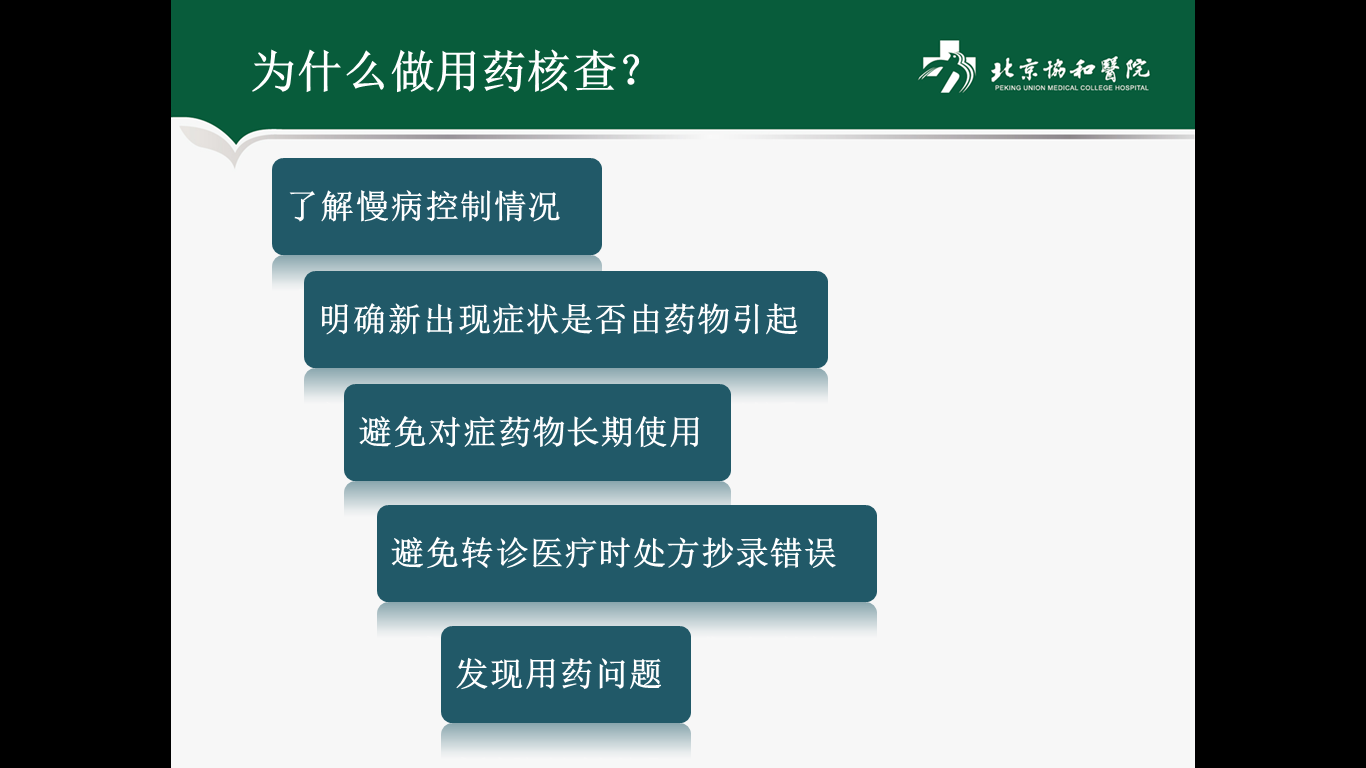 为什么做用药核查？
北京協和醫院
PEKING UNION MEDICAL COLLEGE HOSPITAL
了解慢病控制情况
明确新出现症状是否由药物引起
避免对症药物长期使用
避免转诊医疗时处方抄录错误
发现用药问题